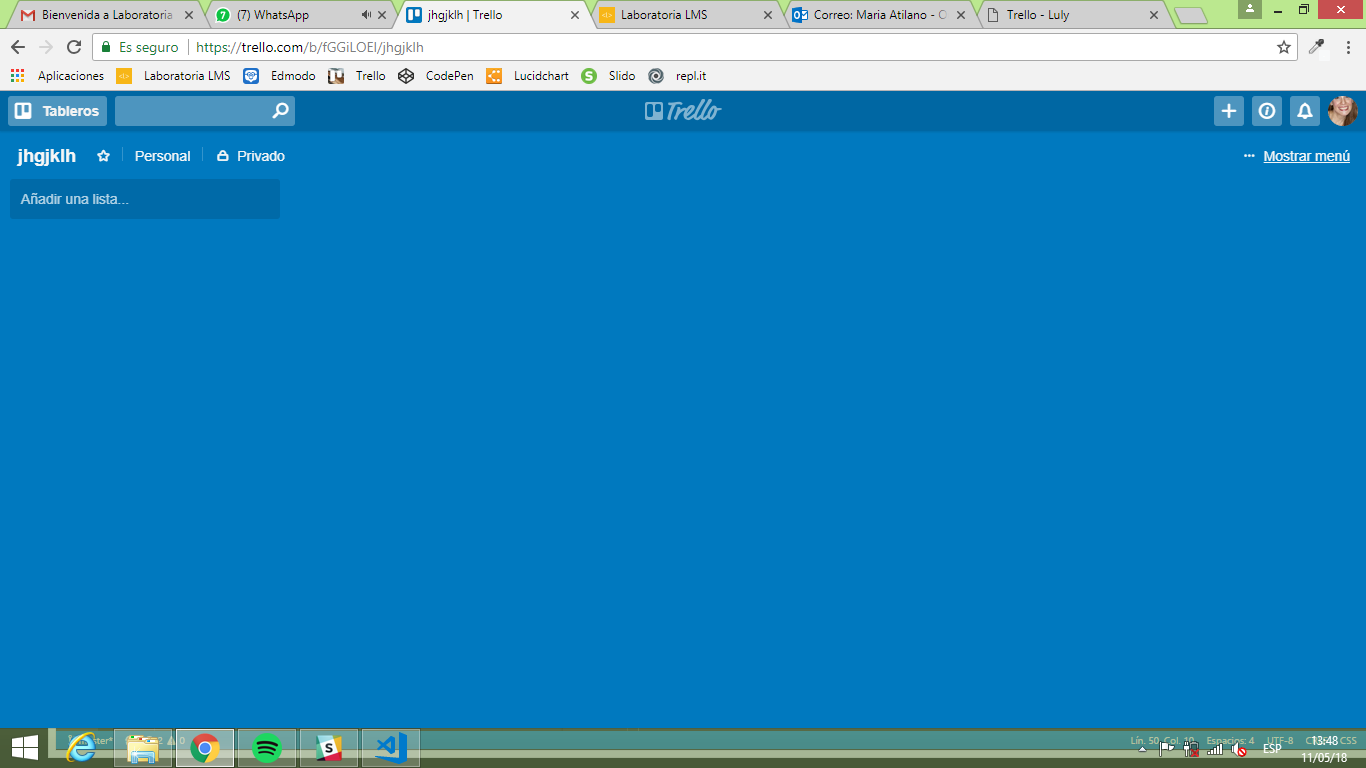 Bienvenida a Laboratoria
(7) WhatsApp
jhgjklh | Trello
Laboratoria LMS
Correo: Maria Atilano - O
Trello - Luly
Es seguro
https://trello.com/b/fGGiLOEI/jhgjklh
Aplicaciones
Laboratoria LMS
Edmodo
Trello
CodePen
Lucidchart
Slido
repl.it
Tableros
Trello
jhgjklh
Personal
Privado
Mostrar menú
Añadir una lista...
Lín. 50, Col. 10
Espacios: 4
UTF-8
CSS
ESP
13:48
11/05/18